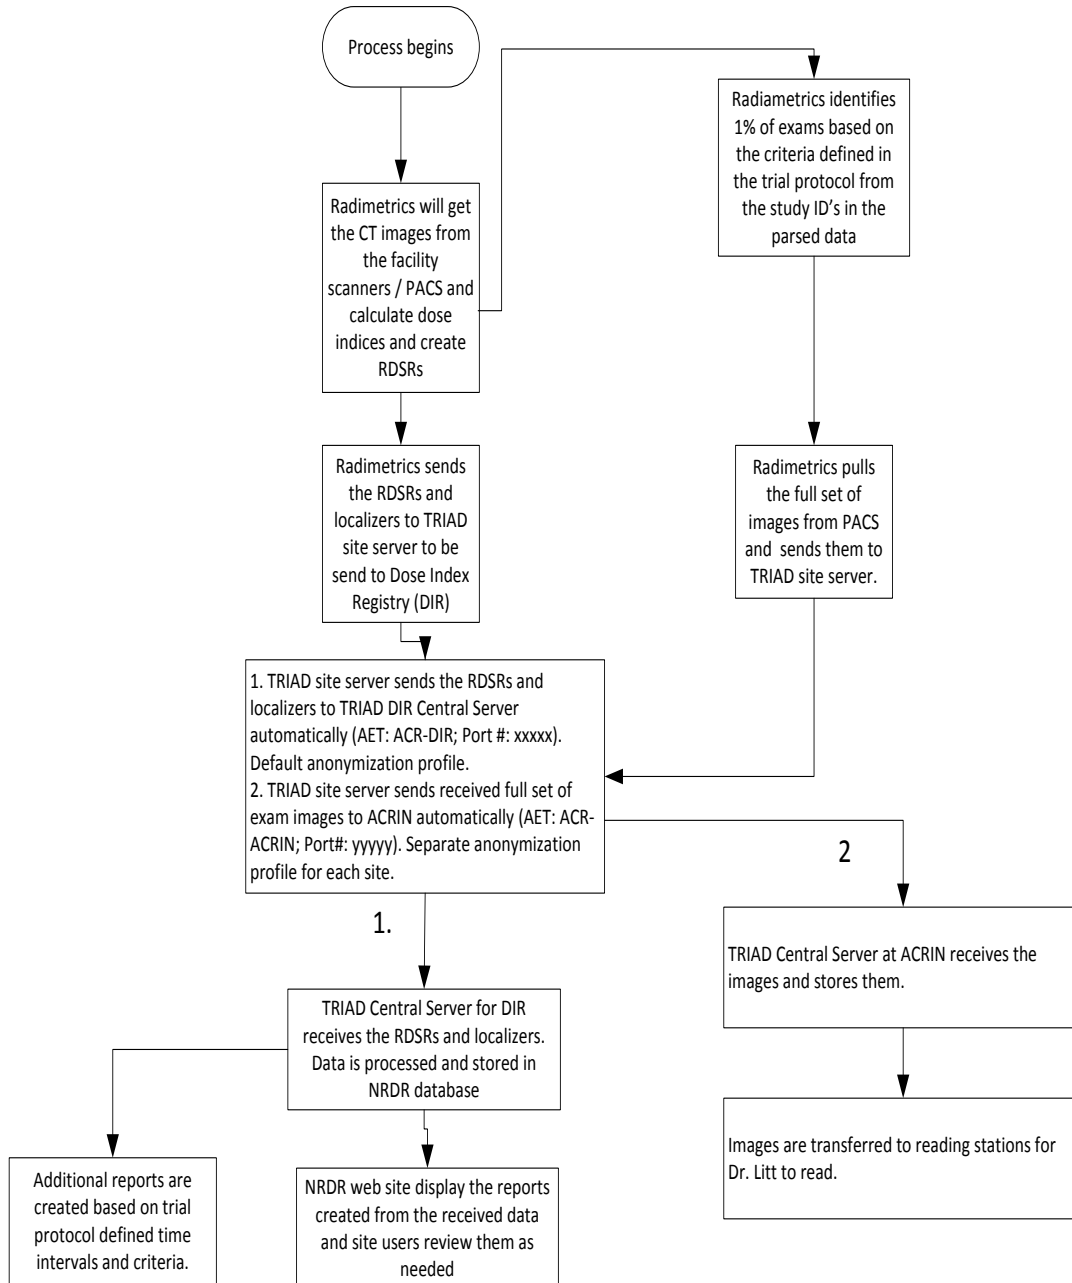 Process begins
Radiametrics identifies
1% of exams based on
the criteria defined in
the trial protocol from
the study ID's in the
parsed data
Radimetrics will get
the CT images from
the facility
scanners / PACS and
calculate dose
indices and create
RDSRs
Radimetrics sends
the RDSRs and
localizers to TRIAD
site server to be
send to Dose Index
Registry (DIR)
Radimetrics pulls
the full set of
images from PACS
and  sends them to
TRIAD site server.
1. TRIAD site server sends the RDSRs and
localizers to TRIAD DIR Central Server
automatically (AET: ACR-DIR; Port #: xxxxx).
Default anonymization profile.
2. TRIAD site server sends received full set of
exam images to ACRIN automatically (AET: ACR-
ACRIN; Port#: yyyyy). Separate anonymization
profile for each site.
2
1.
TRIAD Central Server at ACRIN receives the
images and stores them.
TRIAD Central Server for DIR
receives the RDSRs and localizers.
Data is processed and stored in
NRDR database
Images are transferred to reading stations for
Dr. Litt to read.
Additional reports are
created based on trial
protocol defined time
intervals and criteria.
NRDR web site display the reports
created from the received data
and site users review them as
needed